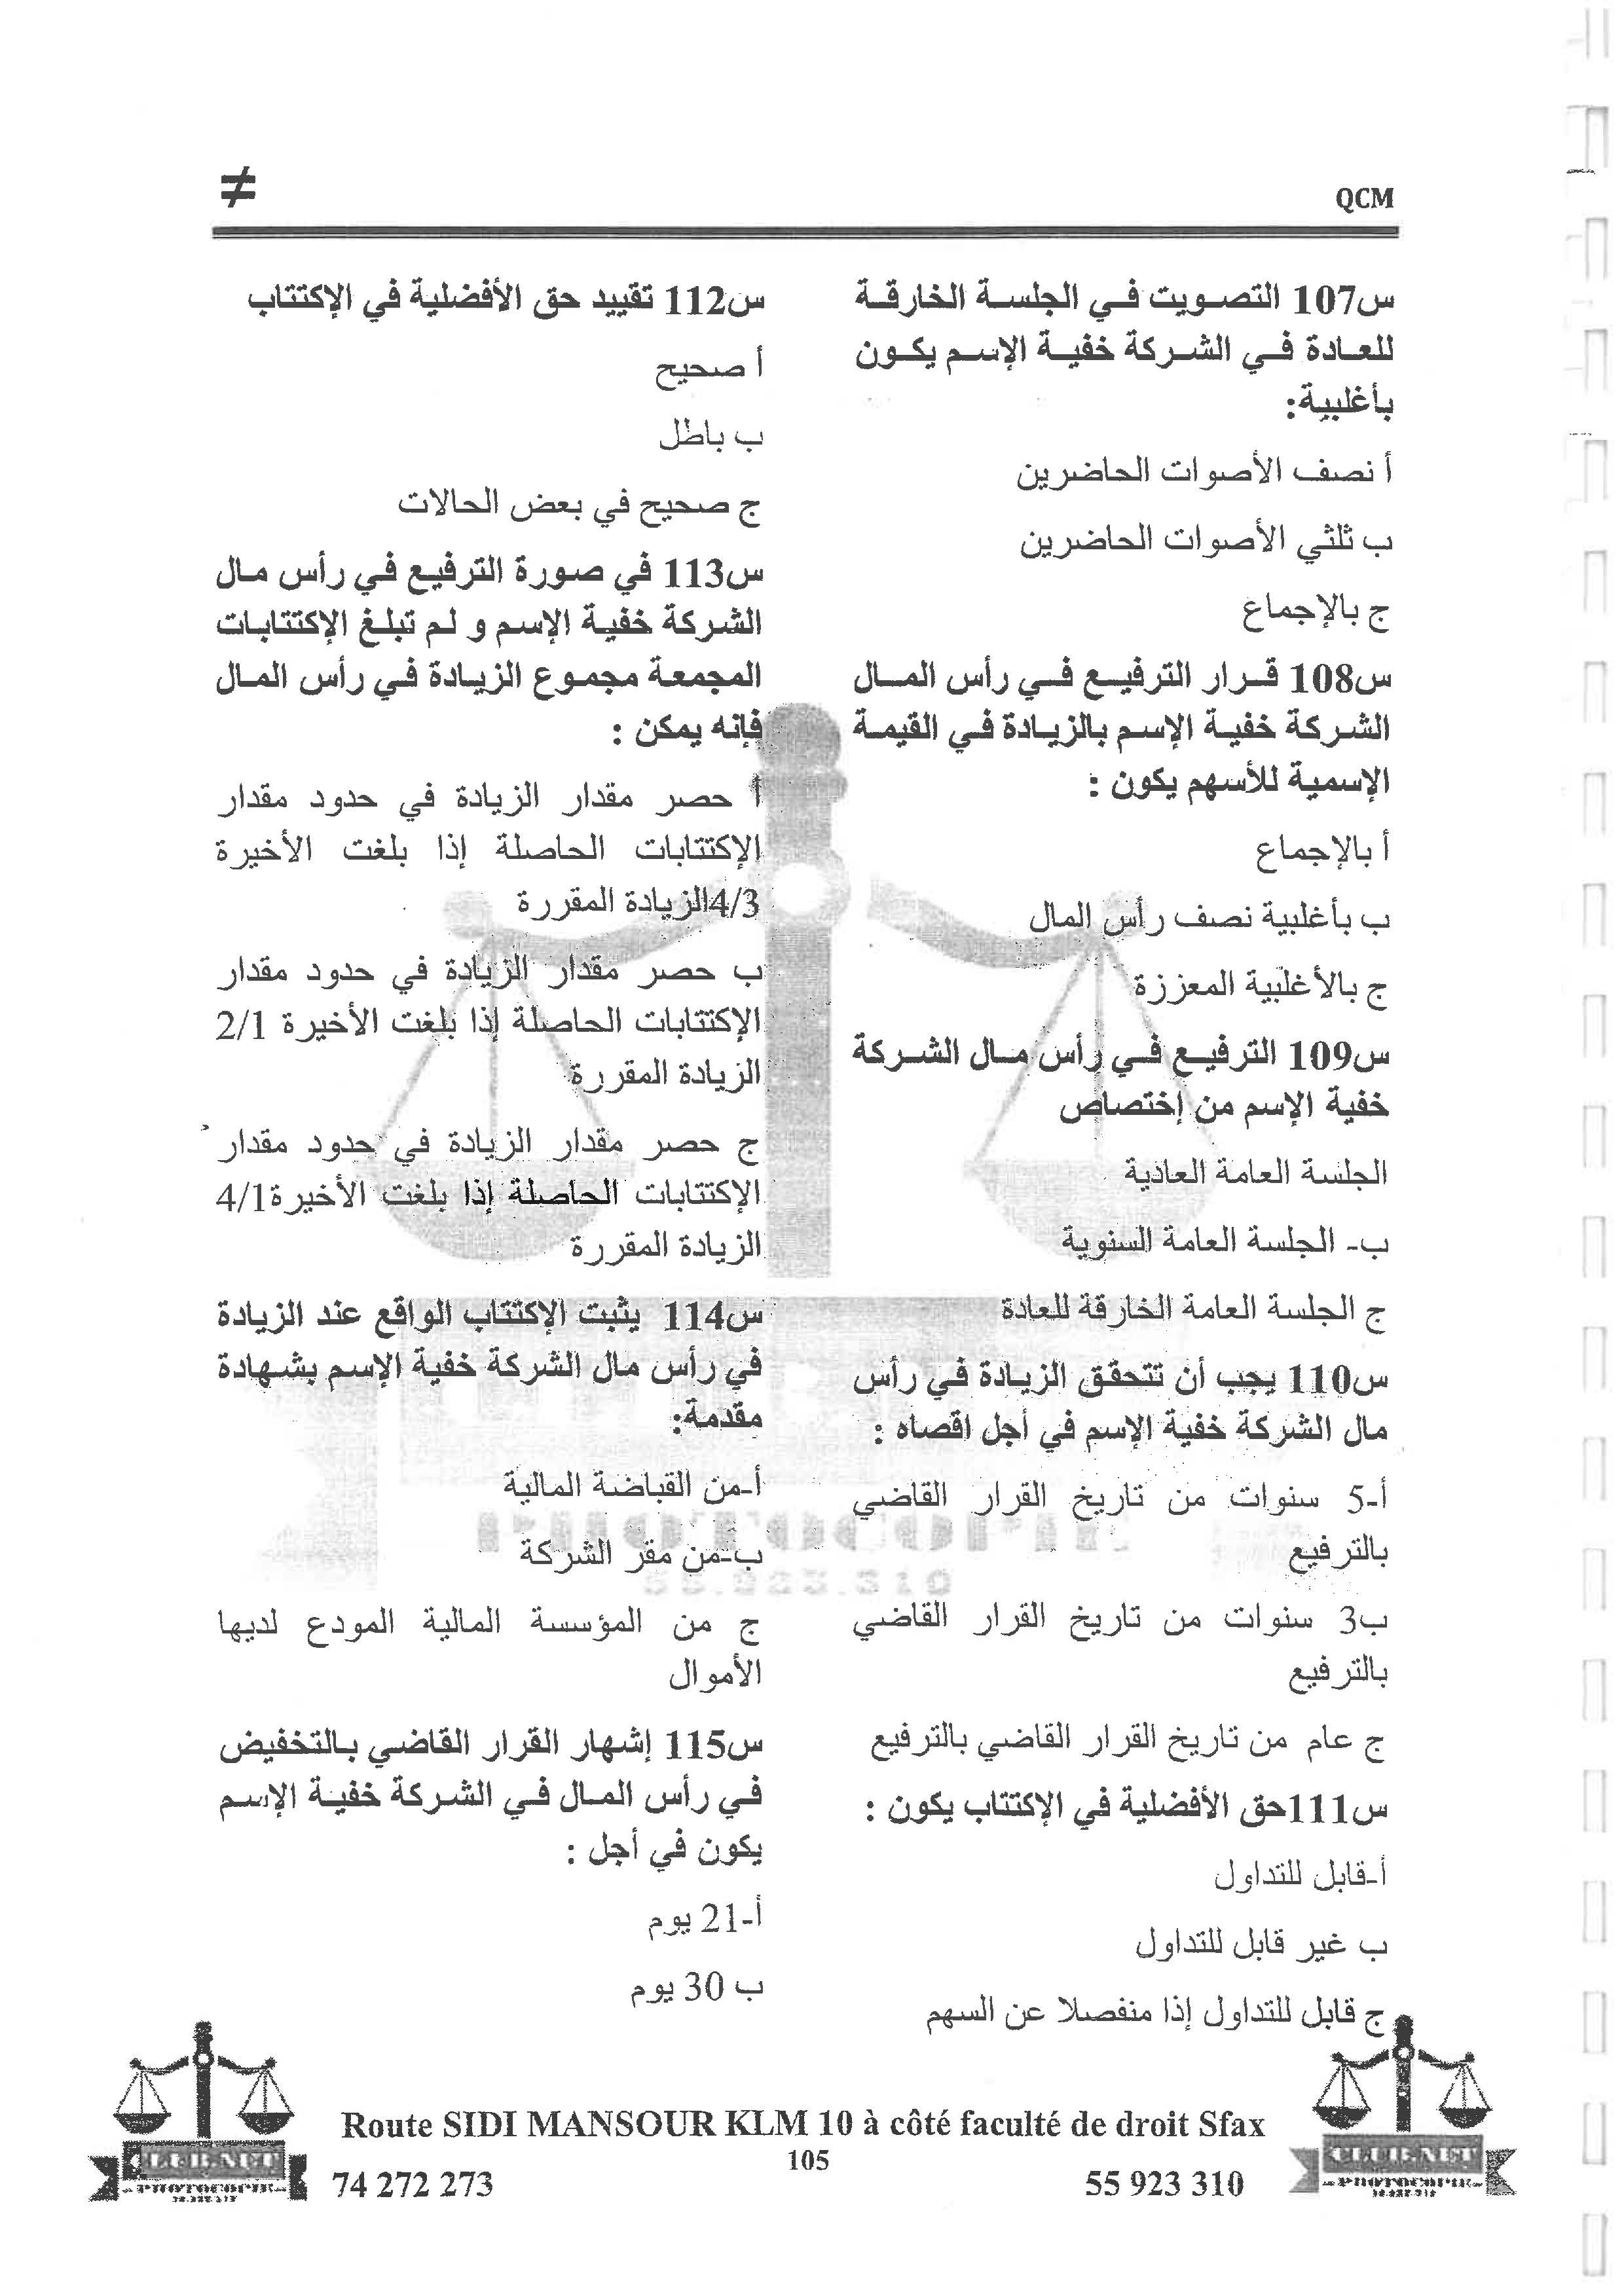 ≠
QCM
س107 التصويت في الجلسة الخارقة
للعادة في الشركة خفية الإسم يكون
بأغلبية:
أ نصف الأصوات الحاضرين
ب ثلثي الأصوات الحاضرين
ج بالإجماع
س108 قرار الترفيع في رأس المال
الشركة خفية الإسم بالزيادة في القيمة
الإسمية للأسهم يكون :
أ بالإجماع
ب بأغلبية نصف رأس المال
ج بالأغلبية المعززة
س109 الترفيع في رأس مال الشركة
خفية الإسم من إختصاص
الجلسة العامة العادية
ب- الجلسة العامة السنوية
ج الجلسة العامة الخارقة للعادة
س110 يجب أن تتحقق الزيادة في رأس
مال الشركة خفية الإسم في أجل اقصاه :
أ-5 سنوات من تاريخ القرار القاضي
بالترفيع
ب3 سنوات من تاريخ القرار القاضي
بالترفيع
ج عام من تاريخ القرار القاضي بالترفيع
س111حق الأفضلية في الإكتتاب يكون :
أ-قابل للتداول
ب غير قابل للتداول
ج قابل للتداول إذا منفصلا عن السهم
س112 تقييد حق الأفضلية في الإكتتاب
أ صحيح
ب باطل
ج صحيح في بعض الحالات
س113 في صورة الترفيع في رأس مال
الشركة خفية الإسم و لم تبلغ الإكتتابات
المجمعة مجموع الزيادة في رأس المال
فإنه يمكن :
أ حصر مقدار الزيادة في حدود مقدار
الإكتتابات الحاصلة إذا بلغت الأخيرة
4/3الزيادة المقررة
ب حصر مقدار الزيادة في حدود مقدار
الإكتتابات الحاصلة إذا بلغت الأخيرة 2/1
الزيادة المقررة
ج حصر مقدار الزيادة في حدود مقدار
الإكتتابات الحاصلة إذا بلغت الأخيرة4/1
الزيادة المقررة
س114 يثبت الإكتتاب الواقع عند الزيادة
في رأس مال الشركة خفية الإسم بشهادة
مقدمة:
أ-من القباضة المالية
ب-من مقر الشركة
ج من المؤسسة المالية المودع لديها
الأموال
س115 إشهار القرار القاضي بالتخفيض
في رأس المال في الشركة خفية الإسم
يكون في أجل :
أ-21 يوم
ب 30 يوم
PHOTOCOPIE
55.923.310
CLUB.NET
PHOTOCOPIE
Route SIDI MANSOUR KLM 10 à côté faculté de droit Sfax
105
74 272 273
55 923 310
CLUB.NET
PHOTOCOPIE